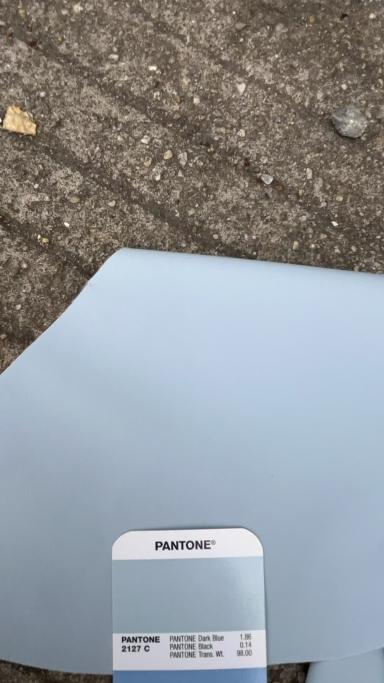 PANTONE®
PANTONE PANTONE Dark Blue 1.86
2127 C PANTONE Black 0.14
PANTONE Trans. Wt. 98.00